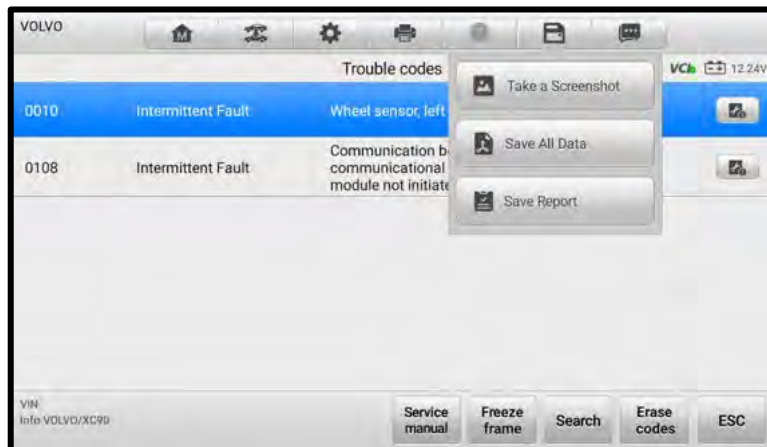 VOLVO
Trouble codes
VCI 12.24V
Take a Screenshot
0010 Intermittent Fault Wheel sensor, left
Save All Data
0108 Intermittent Fault Communication b
communicational
module not initiate
Save Report
VIN
Info VOLVO/XC90
Service
manual
Freeze
frame
Search
Erase
codes
ESC